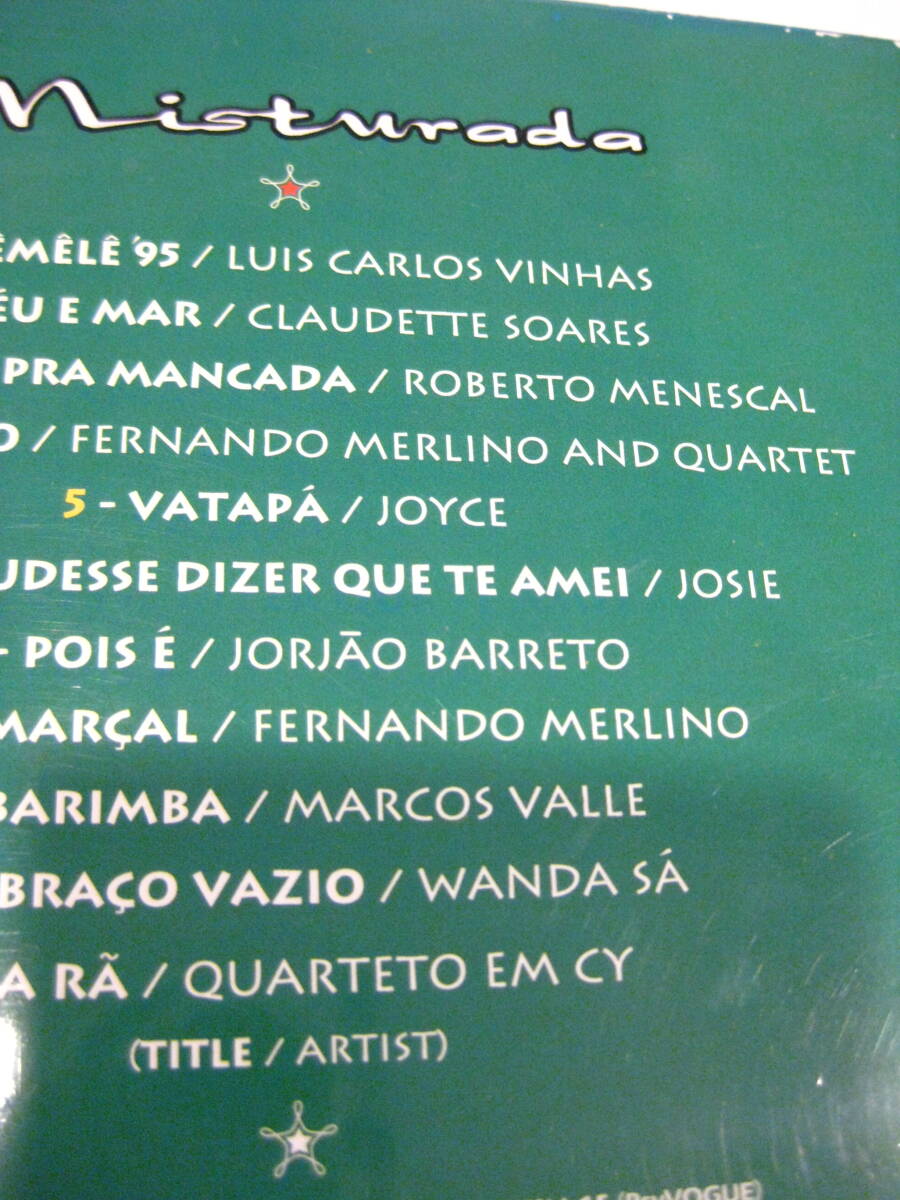 Misturada
ÊMÊLÊ '95 / LUIS CARLOS VINHAS
ÉU E MAR / CLAUDETTE SOARES
PRA MANCADA / ROBERTO MENESCAL
O / FERNANDO MERLINO AND QUARTET
5 - VATAPÁ / JOYCE
UDESSE DIZER QUE TE AMEI / JOSIE
- POIS É / JORJÃO BARRETO
MARÇAL / FERNANDO MERLINO
BARIMBA / MARCOS VALLE
BRAÇO VAZIO / WANDA SÁ
A RÃ / QUARTETO EM CY
(TITLE / ARTIST)